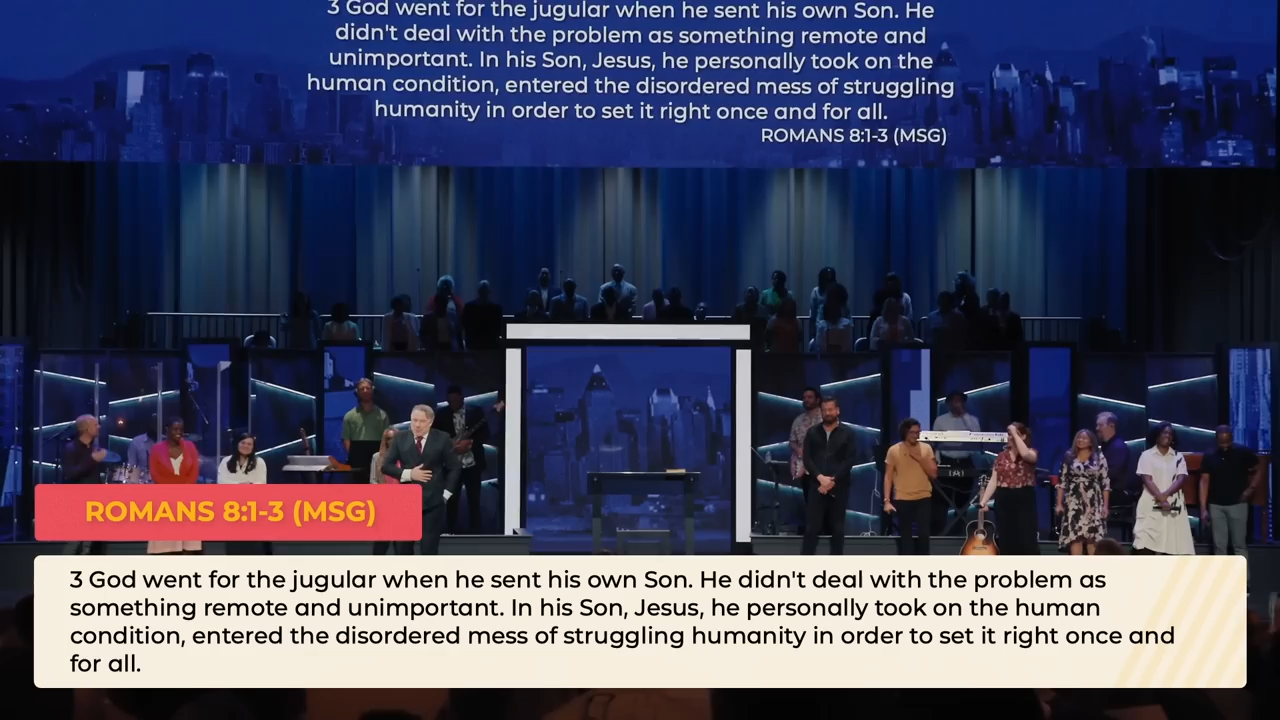 3 God went for the jugular when he sent his own Son. He
didn't deal with the problem as something remote and
unimportant. In his Son, Jesus, he personally took on the
human condition, entered the disordered mess of struggling
humanity in order to set it right once and for all.
ROMANS 8:1-3 (MSG)
ROMANS 8:1-3 (MSG)
3 God went for the jugular when he sent his own Son. He didn't deal with the problem as
something remote and unimportant. In his Son, Jesus, he personally took on the human
condition, entered the disordered mess of struggling humanity in order to set it right once and
for all.